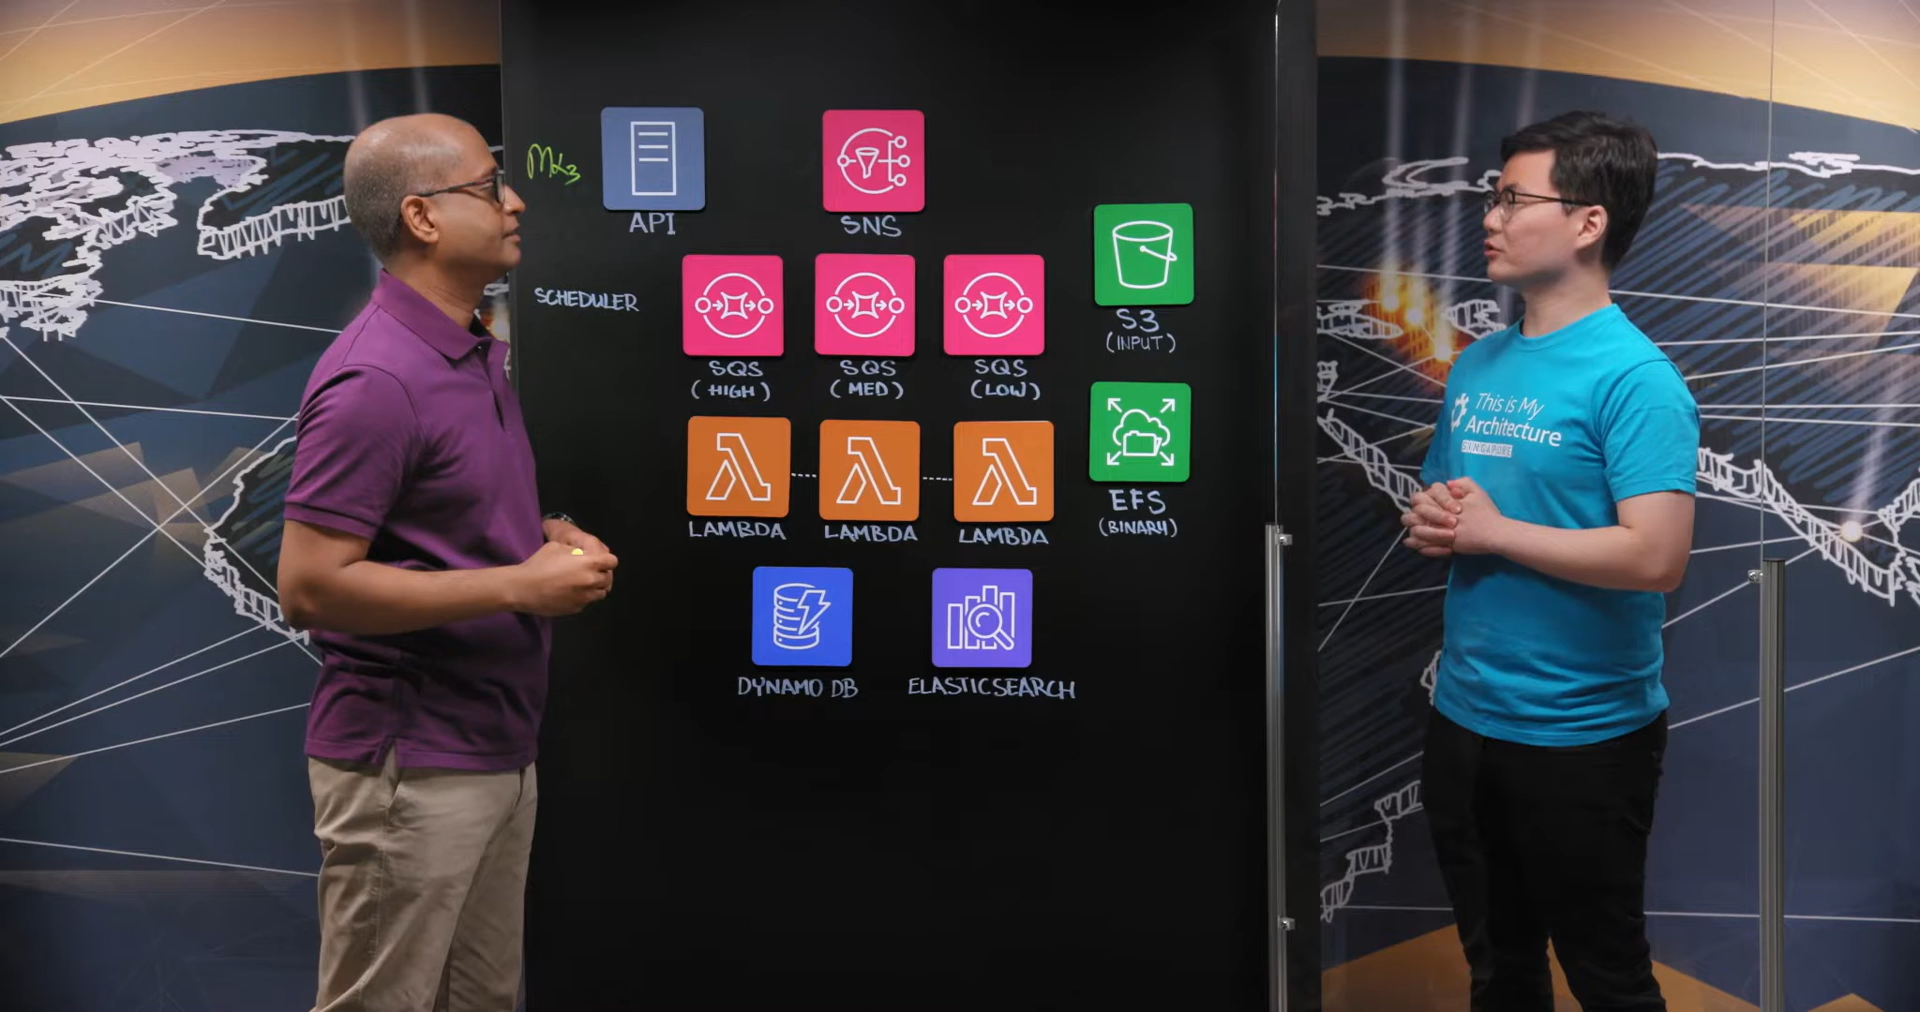 API
SNS
SCHEDULER
SQS
(HIGH)
SQS
(MED)
SQS
(LOW)
S3
(INPUT)
LAMBDA
LAMBDA
LAMBDA
EFS
(BINARY)
DYNAMO DB
ELASTICSEARCH
This is My
Architecture
SINGAPORE